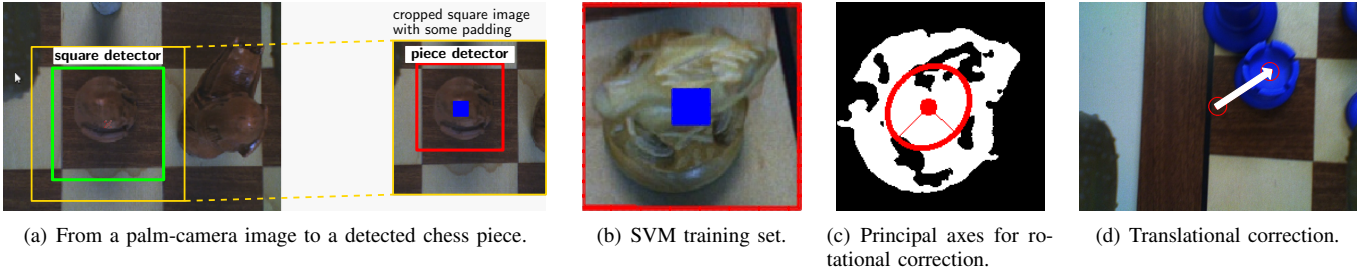 cropped square image
with some padding
square detector
piece detector
(a) From a palm-camera image to a detected chess piece.
(b) SVM training set.
(c) Principal axes for ro-
tational correction.
(d) Translational correction.